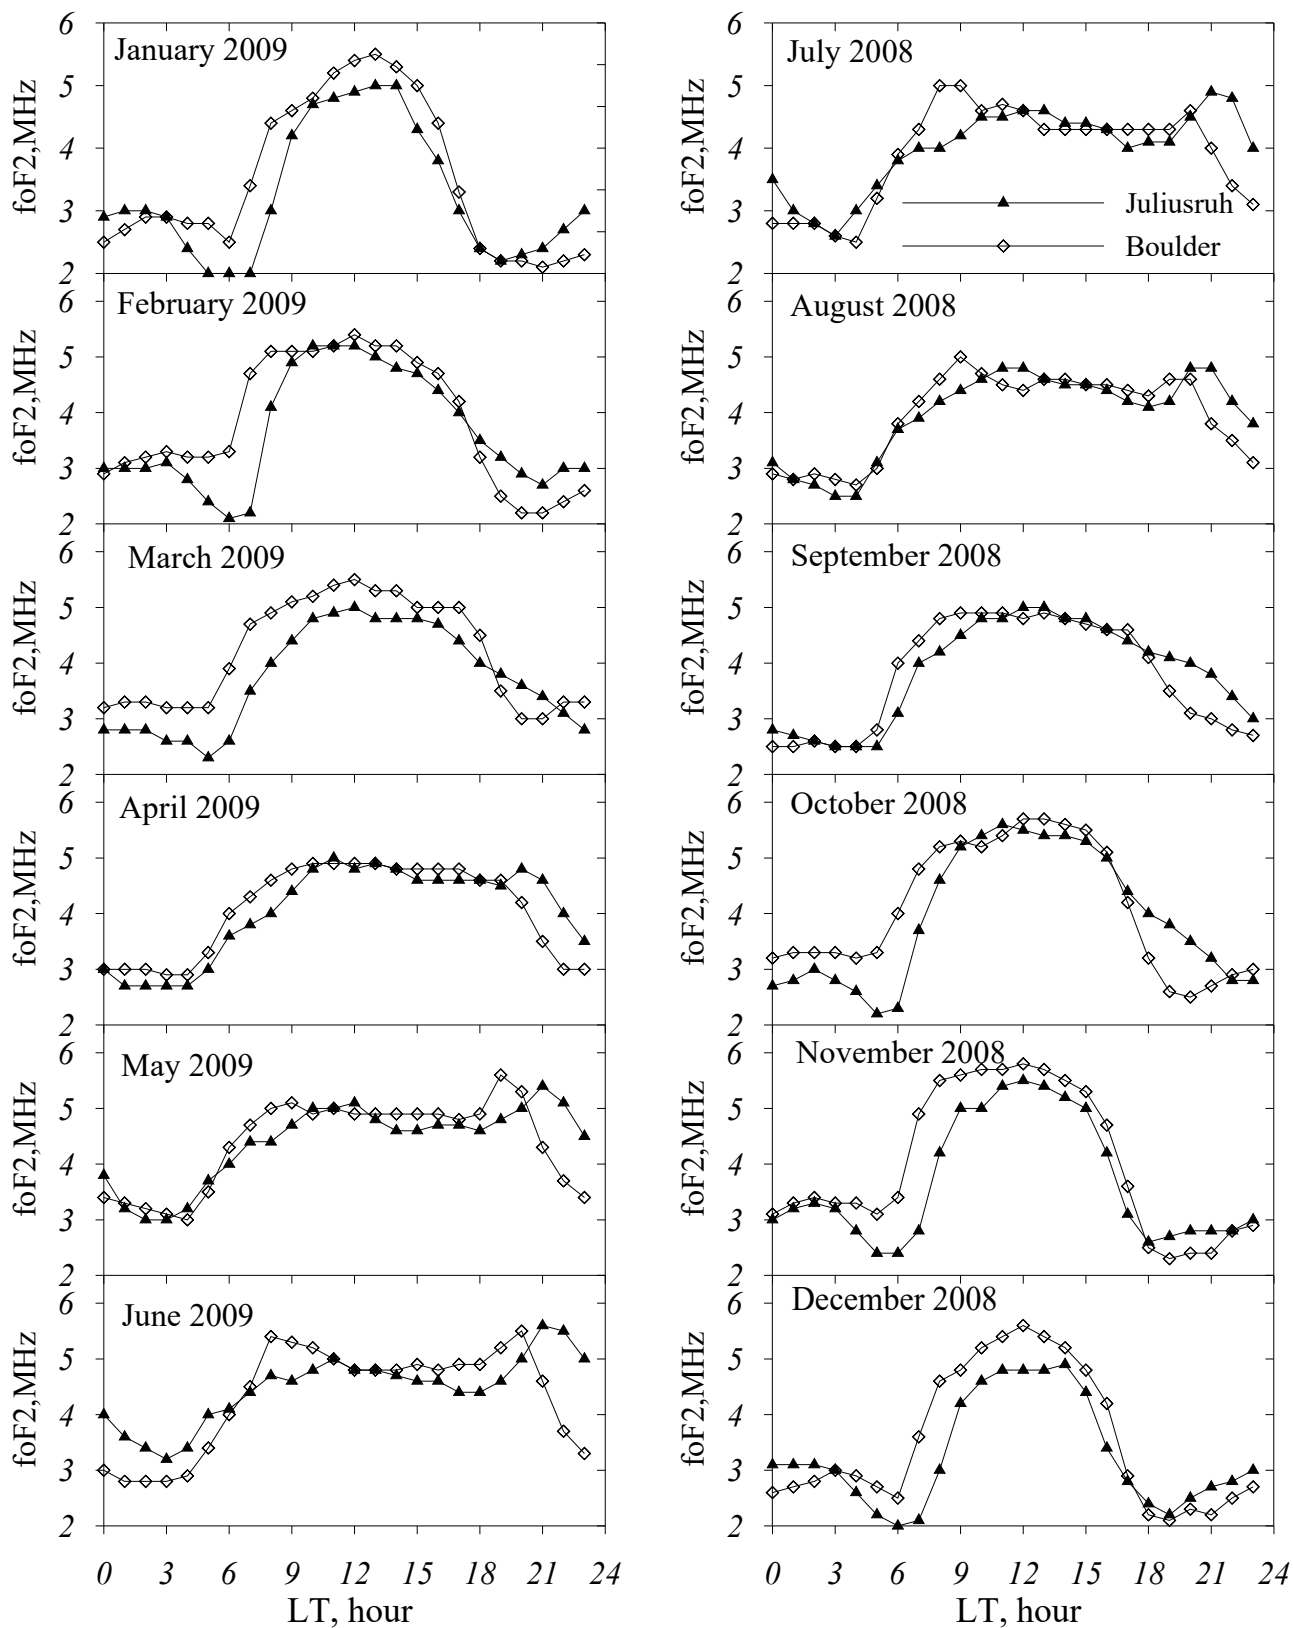 January 2009
6
5
4
3
2
foF2,MHz
February 2009
6
5
4
3
2
foF2,MHz
March 2009
6
5
4
3
2
foF2,MHz
April 2009
6
5
4
3
2
foF2,MHz
May 2009
6
5
4
3
2
foF2,MHz
June 2009
6
5
4
3
2
foF2,MHz
0 3 6 9 12 15 18 21 24
LT, hour
July 2008
6
5
4
3
2
foF2,MHz
Juliusruh
Boulder
August 2008
6
5
4
3
2
foF2,MHz
September 2008
6
5
4
3
2
foF2,MHz
October 2008
6
5
4
3
2
foF2,MHz
November 2008
6
5
4
3
2
foF2,MHz
December 2008
6
5
4
3
2
foF2,MHz
0 3 6 9 12 15 18 21 24
LT, hour